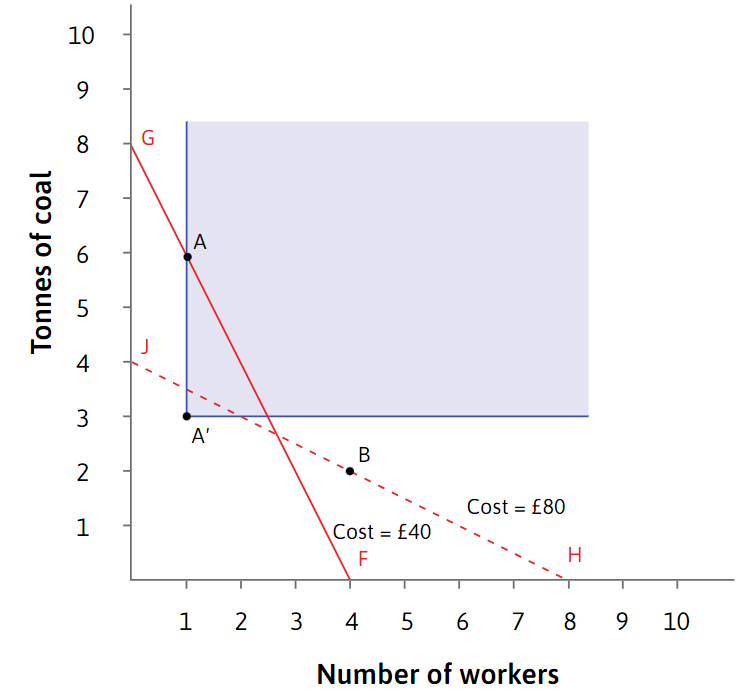 10
9
8
G
7
A
6
5
J
4
3
A′
B
2
Cost = £80
1
Cost = £40
F
H
1 2 3 4 5 6 7 8 9 10
Tonnes of coal
Number of workers